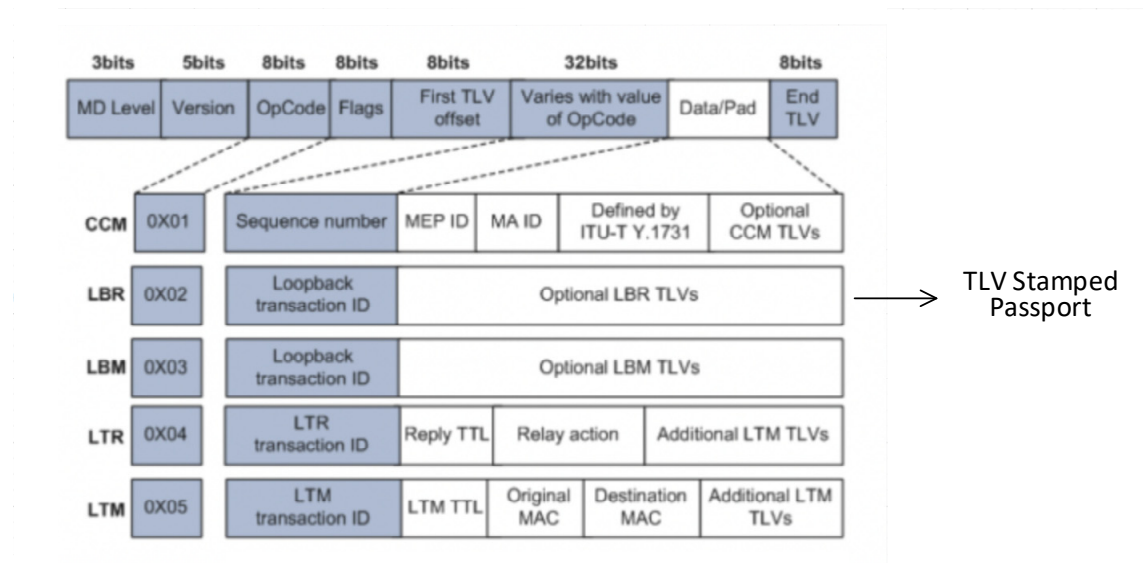 3bits 5bits 8bits 8bits 8bits 32bits 8bits
MD Level Version OpCode Flags First TLV offset Varies with value of OpCode Data/Pad End TLV
CCM 0X01 Sequence number MEP ID MA ID Defined by ITU-T Y.1731 Optional CCM TLVs
LBR 0X02 Loopback transaction ID Optional LBR TLVs
TLV Stamped
Passport
LBM 0X03 Loopback transaction ID Optional LBM TLVs
LTR 0X04 LTR transaction ID Reply TTL Relay action Additional LTM TLVs
LTM 0X05 LTM transaction ID LTM TTL Original MAC Destination MAC Additional LTM TLVs